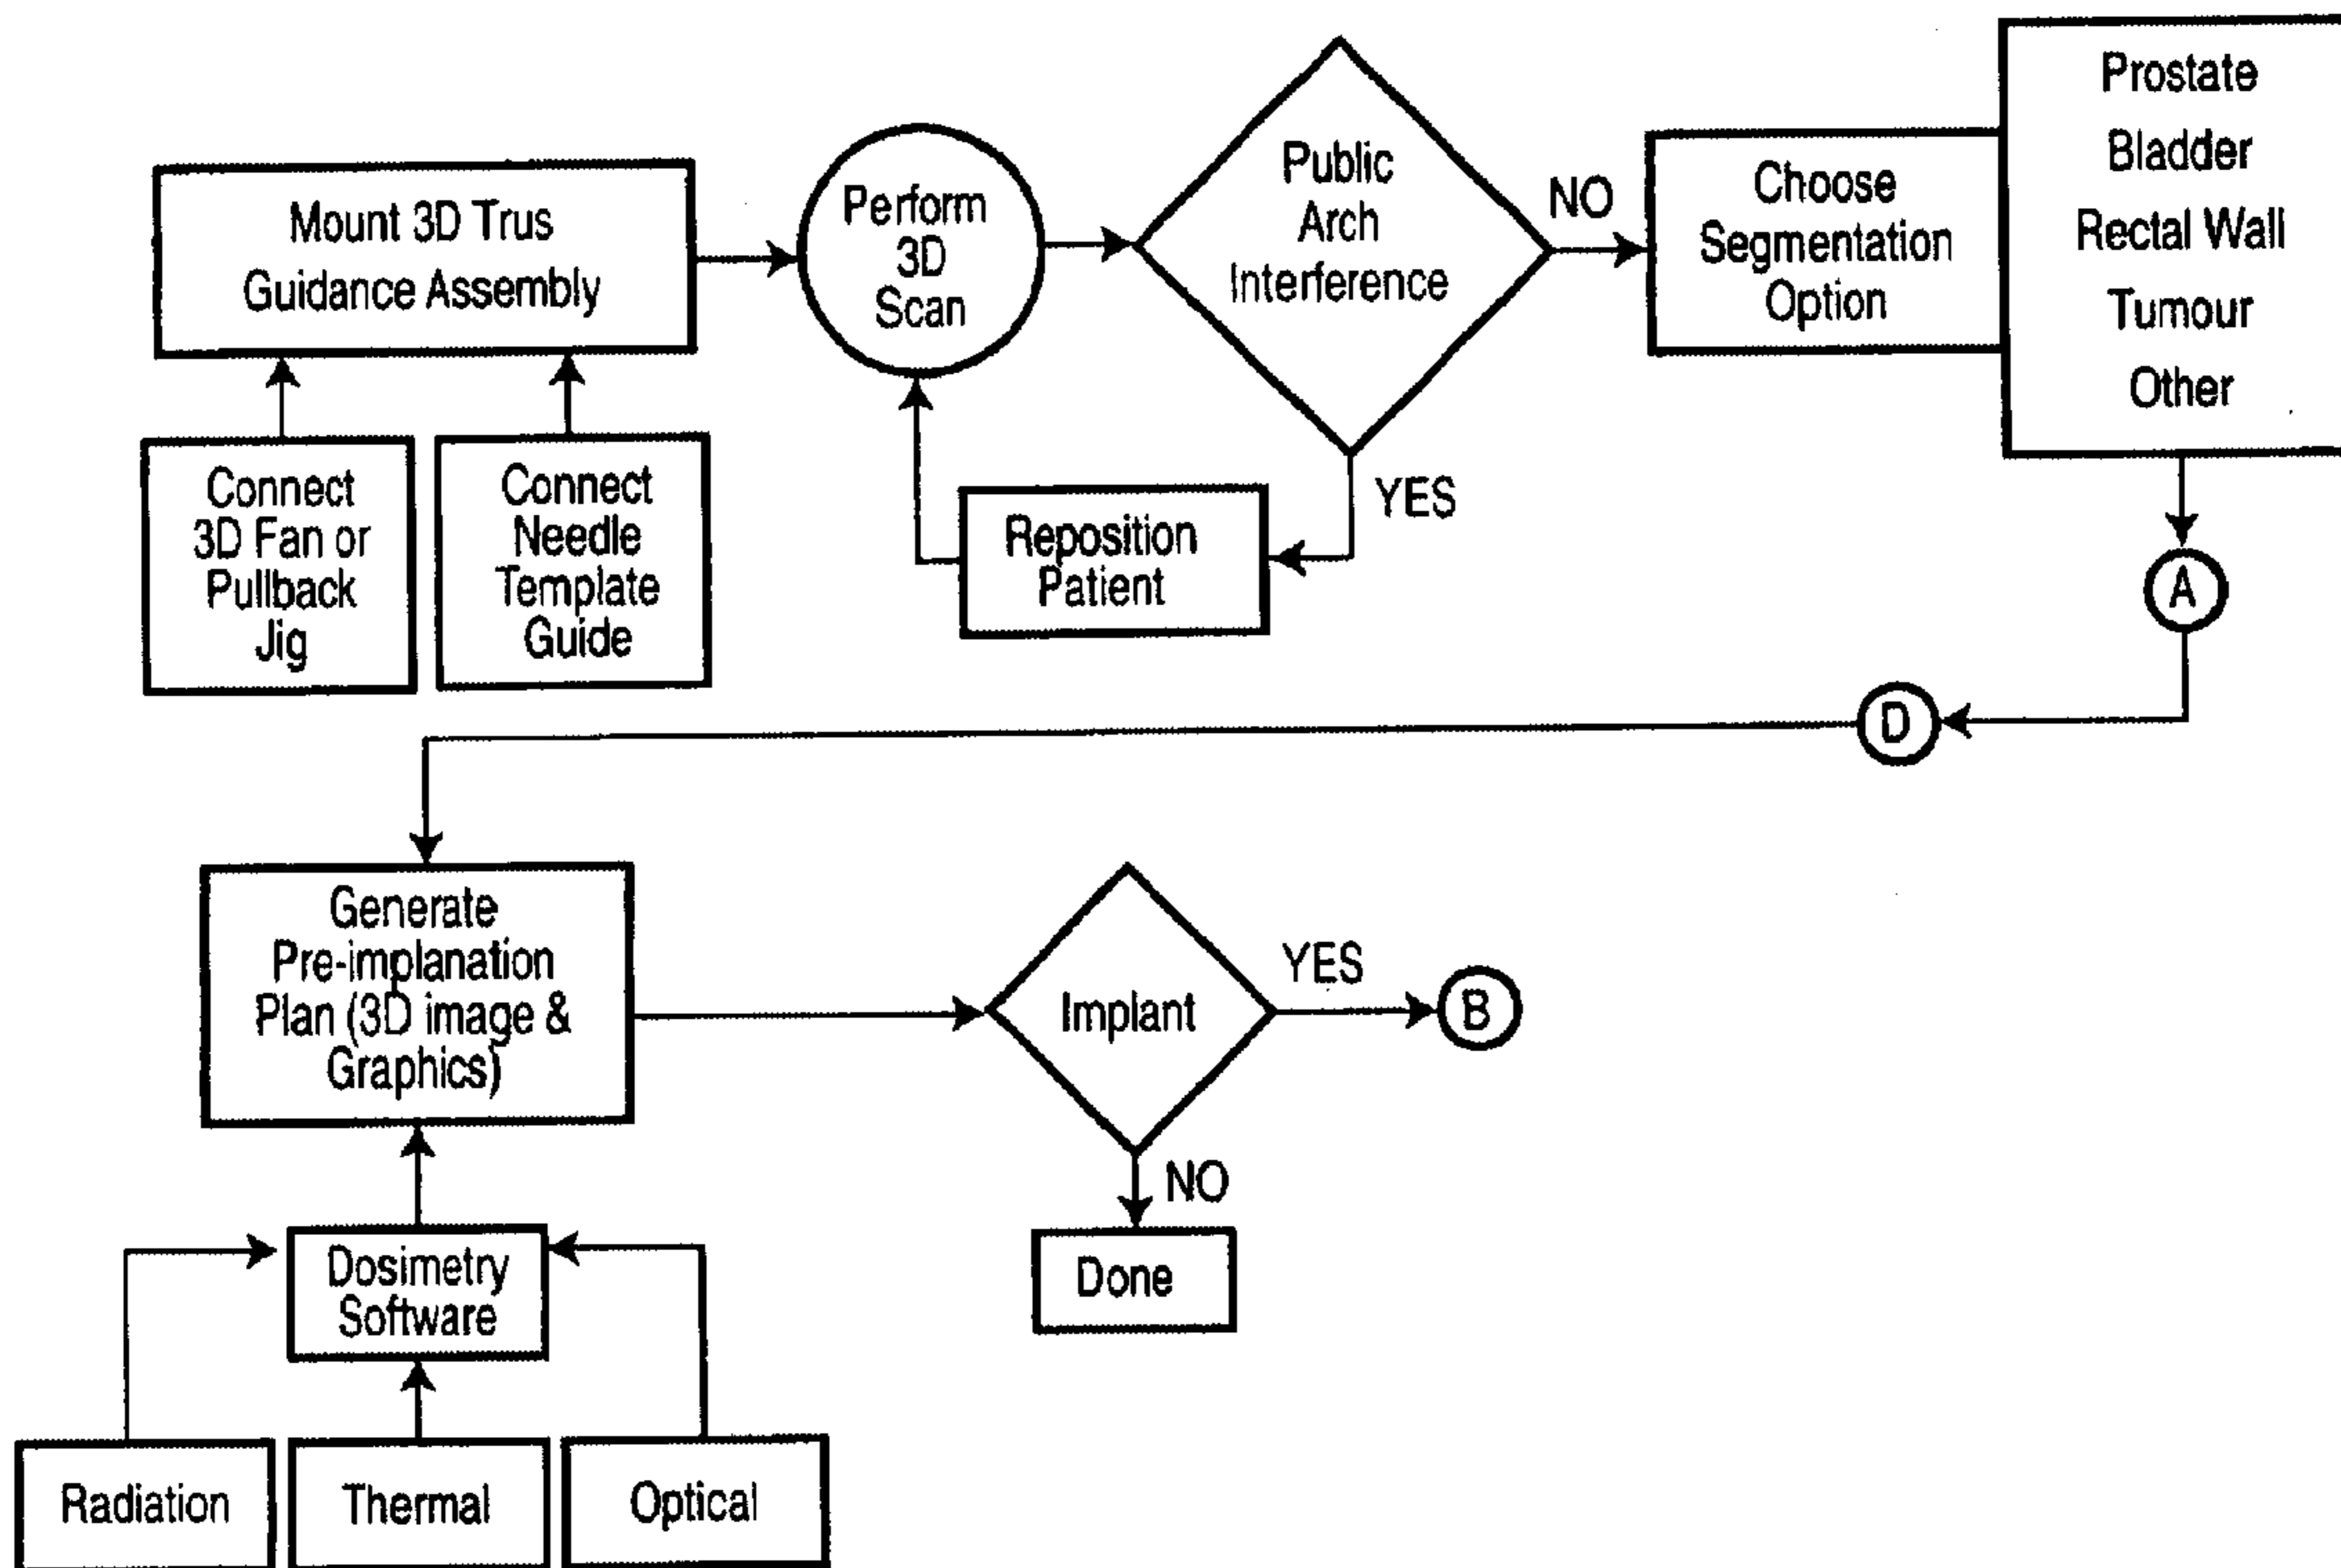 Mount 3D Trus
Guidance Assembly
Connect
3D Fan or
Pullback
Jig
Connect
Needle
Template
Guide
Perform
3D
Scan
Public
Arch
Interference
NO
YES
Reposition
Patient
Choose
Segmentation
Option
Prostate
Bladder
Rectal Wall
Tumour
Other
A
D
Generate
Pre-implanation
Plan (3D image &
Graphics)
Implant
YES
B
NO
Done
Dosimetry
Software
Radiation
Thermal
Optical